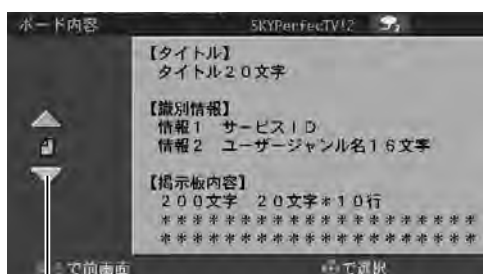 ボード内容 SKYPerfecTV!2
【タイトル】
タイトル20文字
【識別情報】
情報1 サービスID
情報2 ユーザージャンル名16文字
【掲示板内容】
200文字 20文字*10行
********************
********************
で前画面 で選択